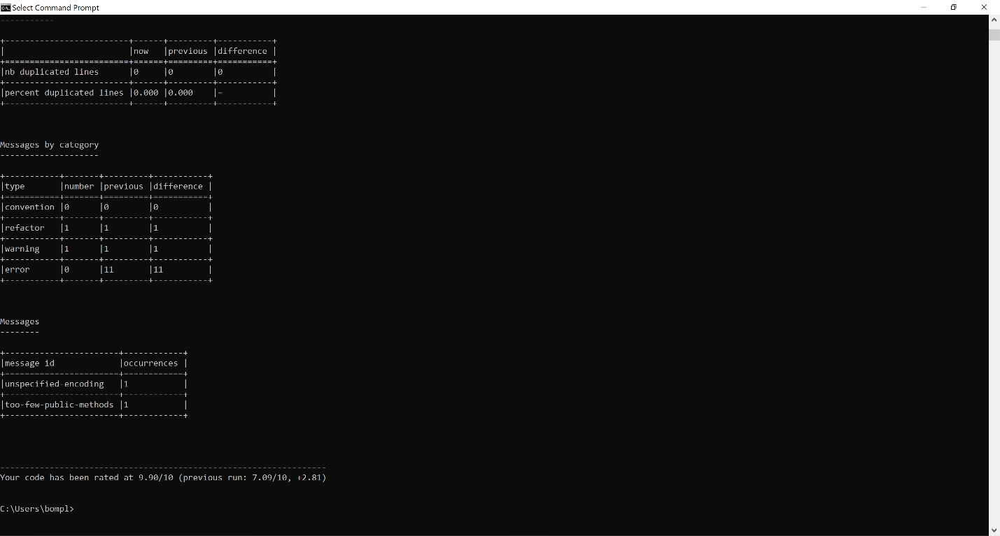 Select Command Prompt
-----------
+-------------------------+------+---------+-----------+
|                         |now   |previous |difference |
+=========================+======+=========+===========+
|nb duplicated lines      |0     |0        |0          |
+-------------------------+------+---------+-----------+
|percent duplicated lines |0.000 |0.000    |=          |
+-------------------------+------+---------+-----------+
Messages by category
--------------------
+-----------+-------+---------+-----------+
|type       |number |previous |difference |
+===========+=======+=========+===========+
|convention |0      |0        |0          |
+-----------+-------+---------+-----------+
|refactor   |1      |1        |1          |
+-----------+-------+---------+-----------+
|warning    |1      |1        |1          |
+-----------+-------+---------+-----------+
|error      |0      |11       |11         |
+-----------+-------+---------+-----------+
Messages
--------
+-----------------------+------------+
|message id             |occurrences |
+=======================+============+
|unspecified-encoding   |1           |
+-----------------------+------------+
|too-few-public-methods |1           |
+-----------------------+------------+
------------------------------------------------------------------
Your code has been rated at 9.90/10 (previous run: 7.09/10, +2.81)
C:\Users\bompl>